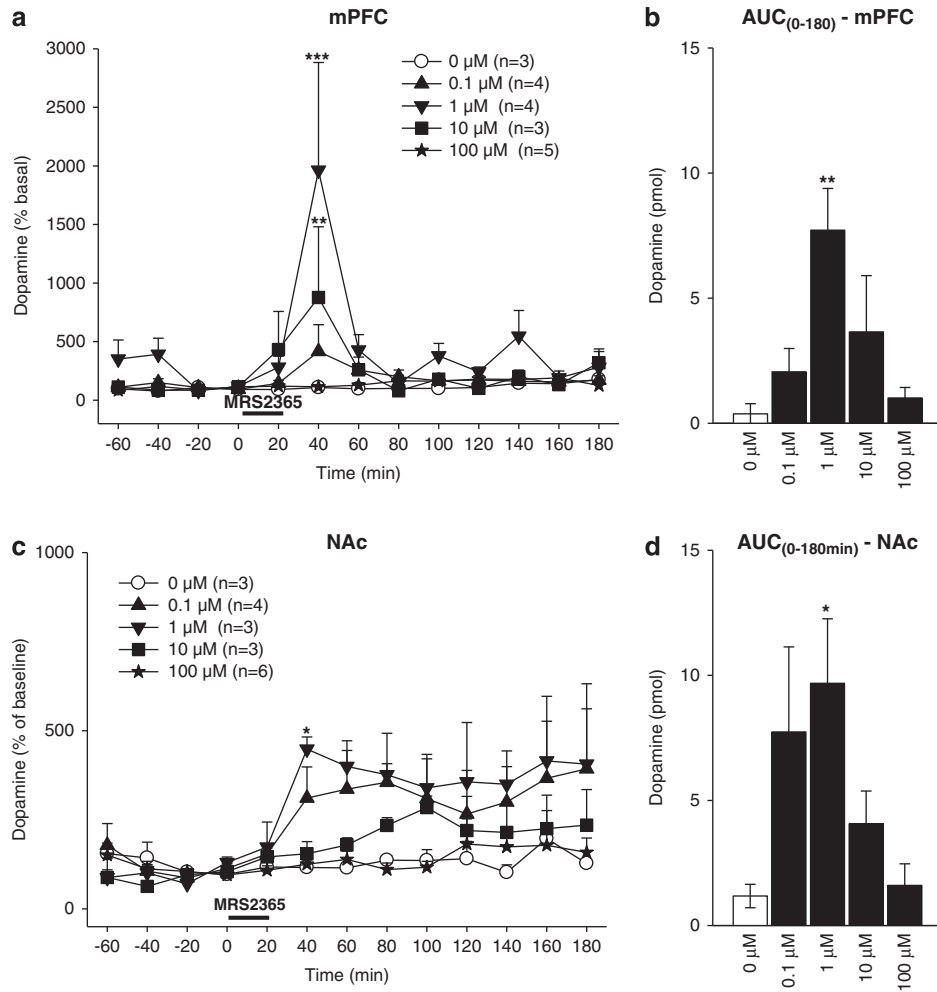 a
mPFC
3000
2500
2000
1500
1000
500
0
Dopamine (% basal)
***
**
0 µM (n=3)
0.1 µM (n=4)
1 µM (n=4)
10 µM (n=3)
100 µM (n=5)
MRS2365
-60 -40 -20 0 20 40 60 80 100 120 140 160 180
Time (min)
b
AUC(0-180) - mPFC
15
10
5
0
Dopamine (pmol)
**
0 µM
0.1 µM
1 µM
10 µM
100 µM
c
NAc
1000
500
0
Dopamine (% of baseline)
0 µM (n=3)
0.1 µM (n=4)
1 µM (n=3)
10 µM (n=3)
100 µM (n=6)
*
MRS2365
-60 -40 -20 0 20 40 60 80 100 120 140 160 180
Time (min)
d
AUC(0-180min) - NAc
15
10
5
0
Dopamine (pmol)
*
0 µM
0.1 µM
1 µM
10 µM
100 µM